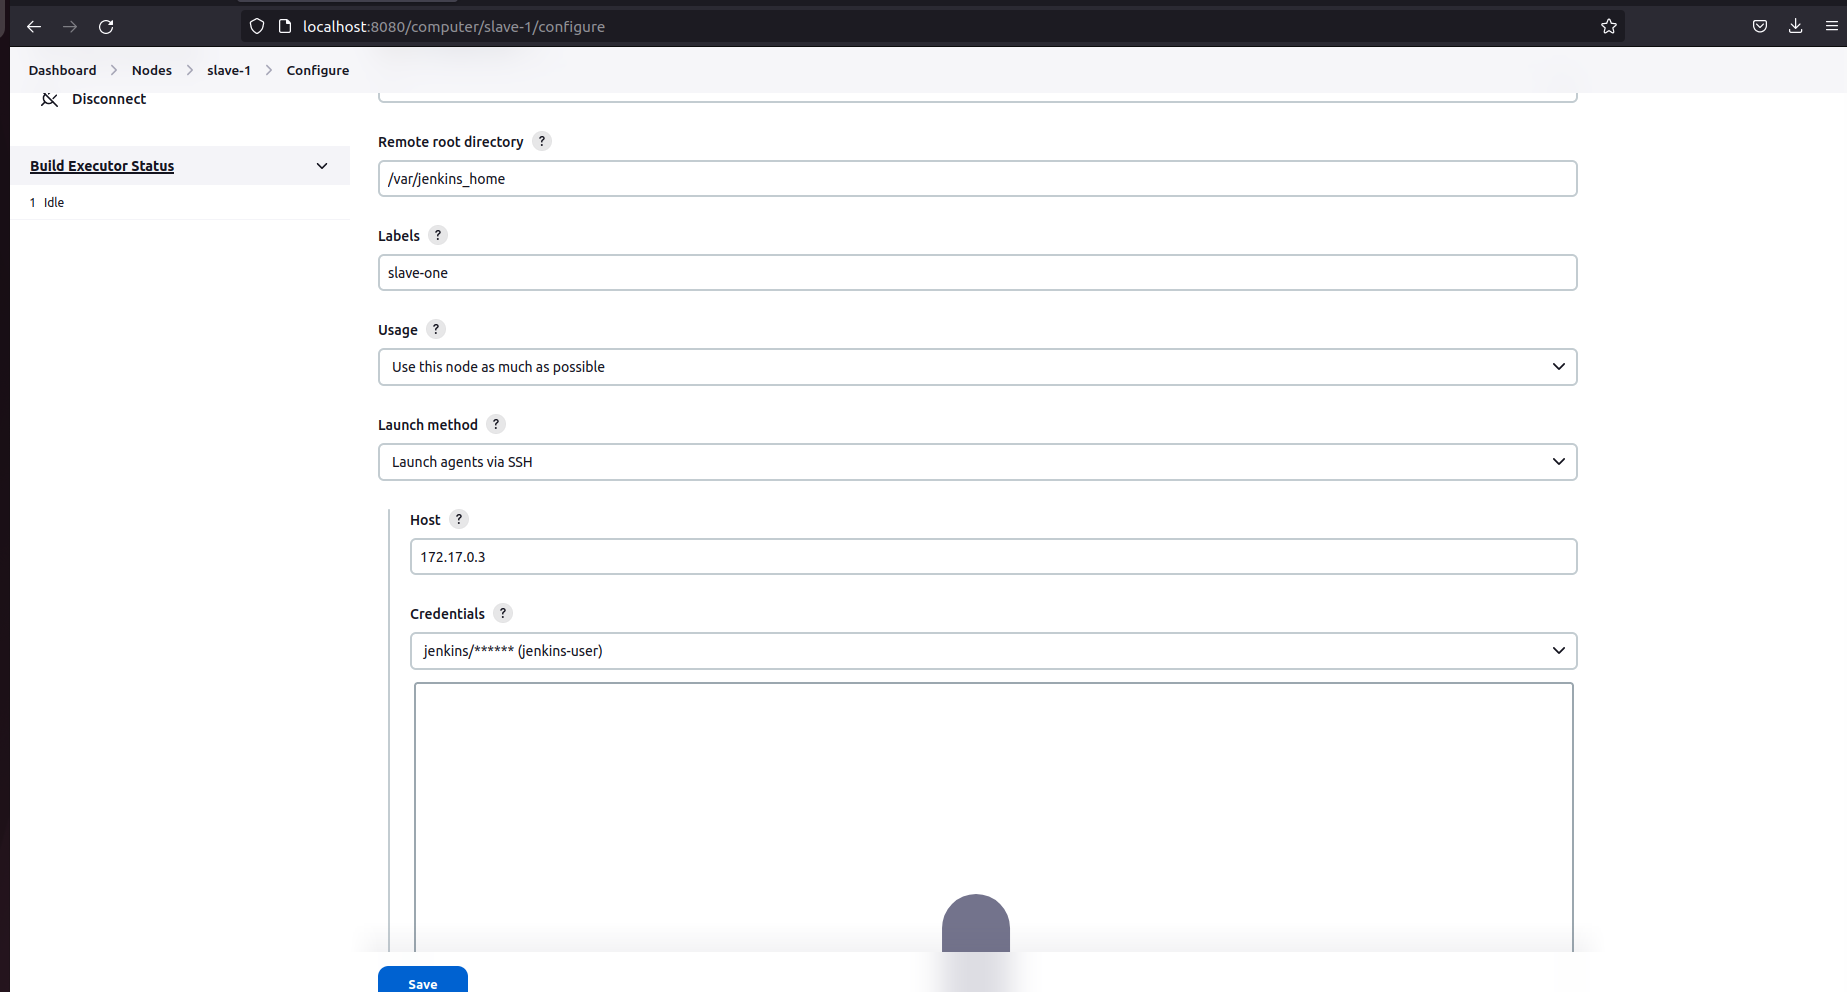 localhost:8080/computer/slave-1/configure
Dashboard Nodes slave-1 Configure
Disconnect
Build Executor Status
1 Idle
Remote root directory ?
/var/jenkins_home
Labels ?
slave-one
Usage ?
Use this node as much as possible
Launch method ?
Launch agents via SSH
Host ?
172.17.0.3
Credentials ?
jenkins/****** (jenkins-user)
Save